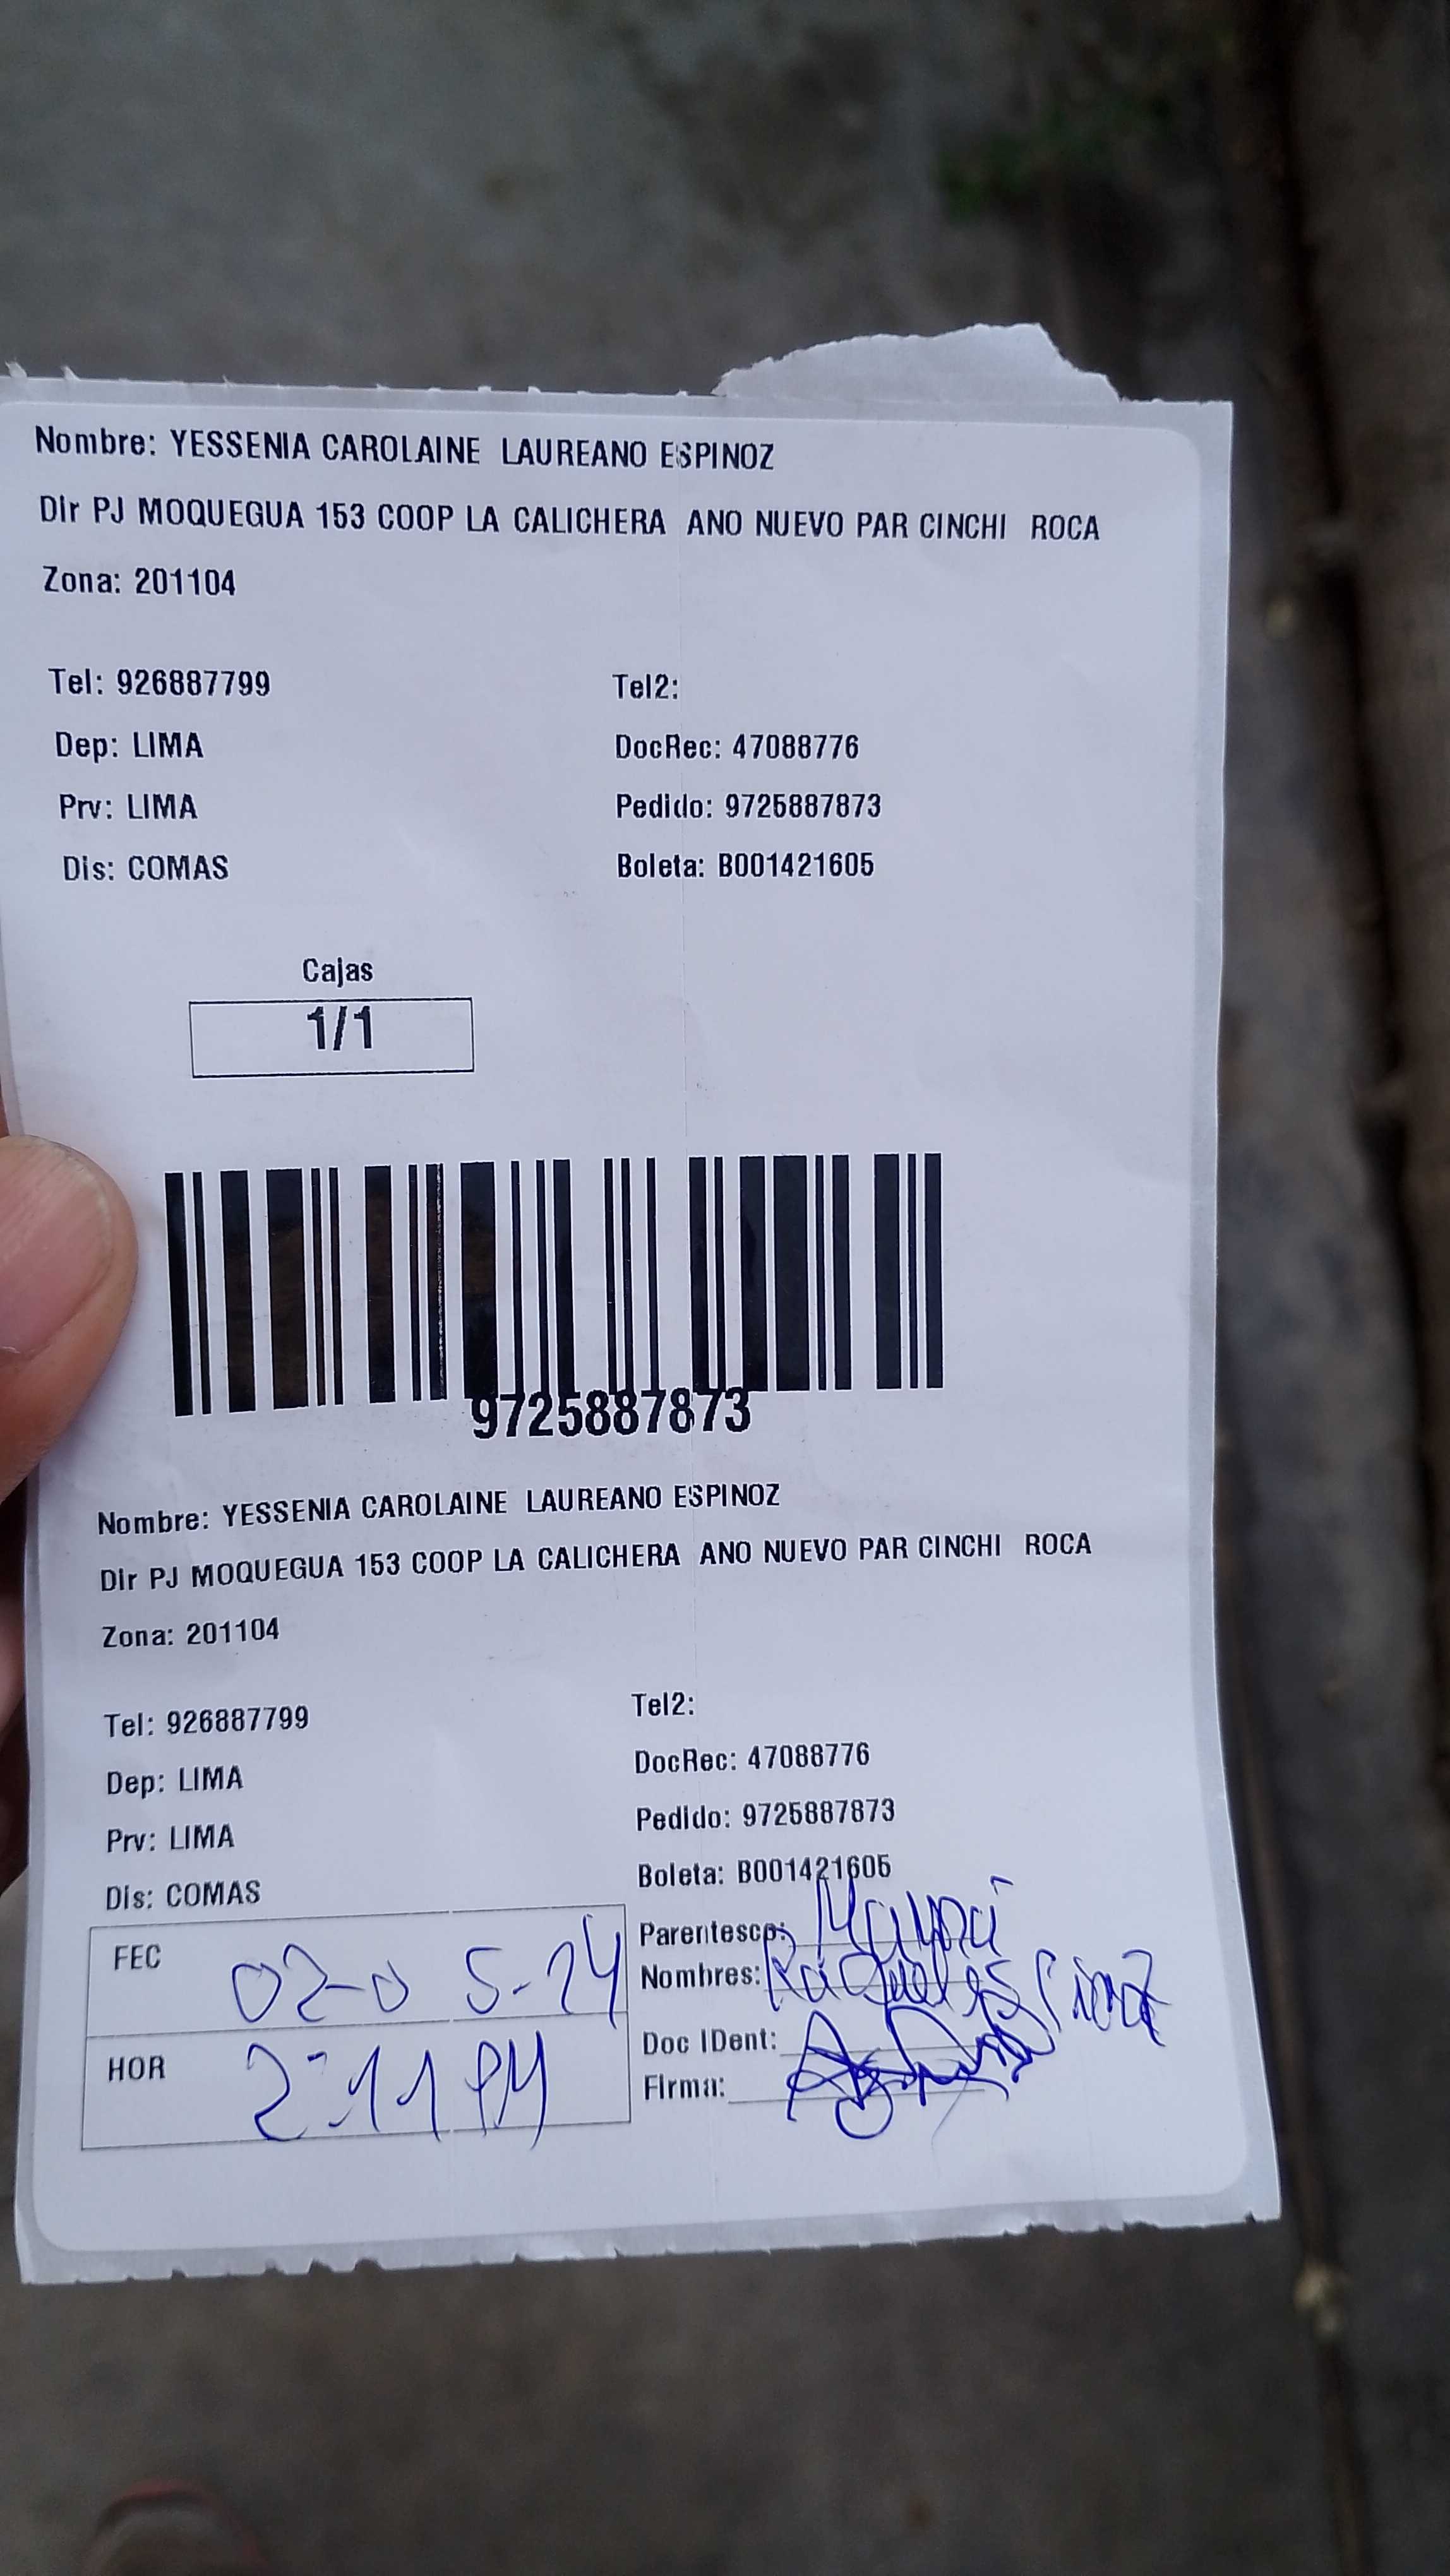 Nombre: YESSENIA CAROLAINE LAUREANO ESPINOZ
Dir PJ MOQUEGUA 153 COOP LA CALICHERA ANO NUEVO PAR CINCHI ROCA
Zona: 201104
Tel: 926887799 Tel2:
Dep: LIMA DocRec: 47088776
Prv: LIMA Pedido: 9725887873
Dis: COMAS Boleta: B001421605
Cajas
1/1
9725887873
Nombre: YESSENIA CAROLAINE LAUREANO ESPINOZ
Dir PJ MOQUEGUA 153 COOP LA CALICHERA ANO NUEVO PAR CINCHI ROCA
Zona: 201104
Tel: 926887799 Tel2:
Dep: LIMA DocRec: 47088776
Prv: LIMA Pedido: 9725887873
Dis: COMAS Boleta: B001421605
FEC 02-05-24 Parentesco:
Nombres: Raquel espinoz
HOR 2:11 PM Doc IDent:
Firma: